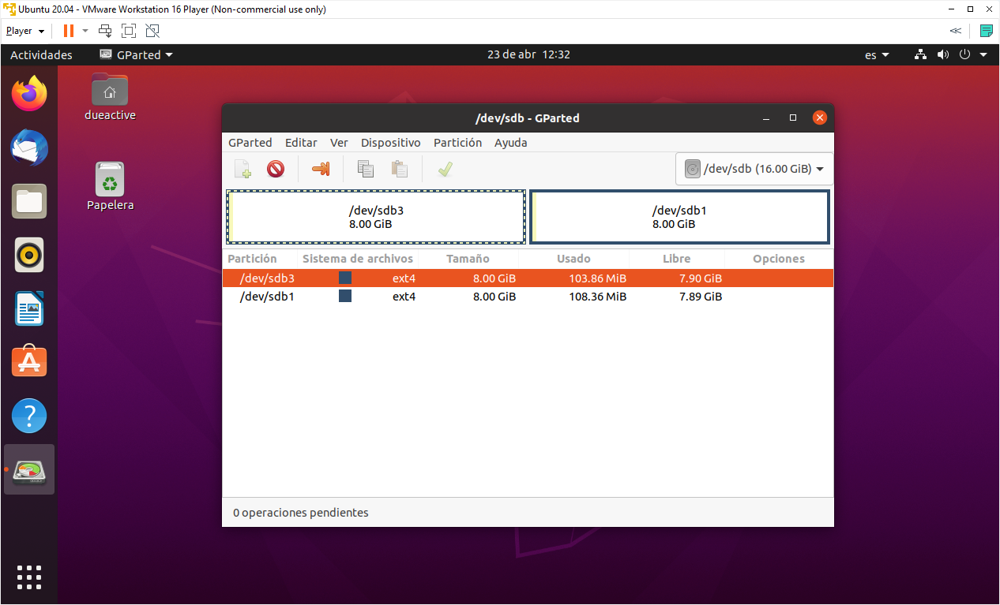 Ubuntu 20.04 - VMware Workstation 16 Player (Non-commercial use only)
Player
Actividades GParted 23 de abr 12:32 es
dueactive
Papelera
/dev/sdb - GParted
GParted Editar Ver Dispositivo Partición Ayuda
/dev/sdb (16.00 GiB)
/dev/sdb3
8.00 GiB
/dev/sdb1
8.00 GiB
Partición Sistema de archivos Tamaño Usado Libre Opciones
/dev/sdb3 ext4 8.00 GiB 103.86 MiB 7.90 GiB
/dev/sdb1 ext4 8.00 GiB 108.36 MiB 7.89 GiB
0 operaciones pendientes